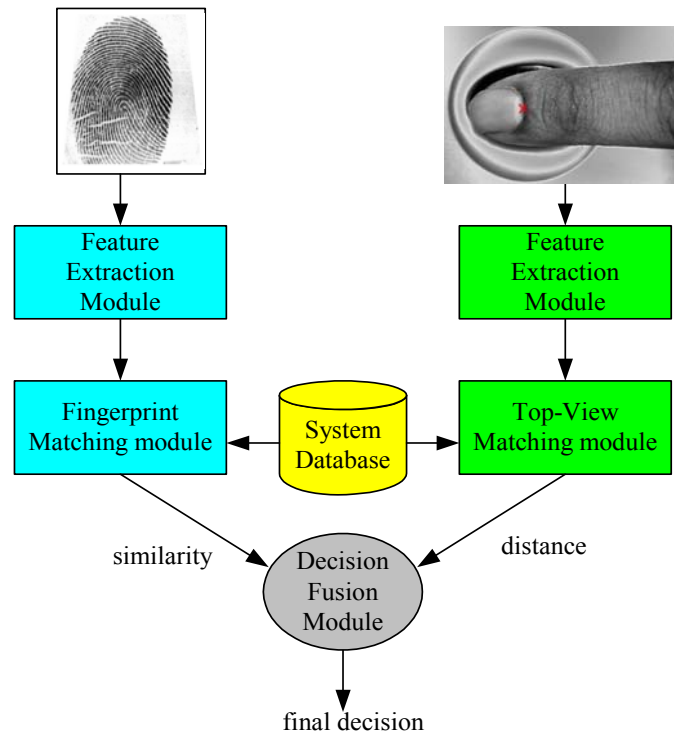 Feature
Extraction
Module
Feature
Extraction
Module
Fingerprint
Matching module
System
Database
Top-View
Matching module
similarity
distance
Decision
Fusion
Module
final decision